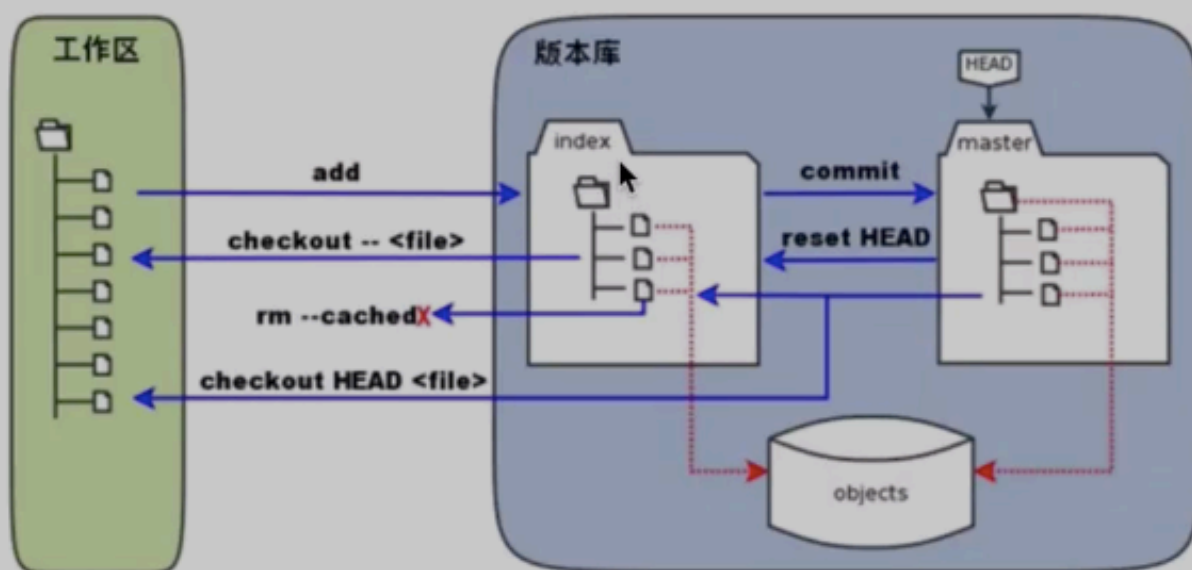 工作区
版本库
HEAD
index
master
add
commit
checkout -- <file>
reset HEAD
rm --cachedX
checkout HEAD <file>
objects